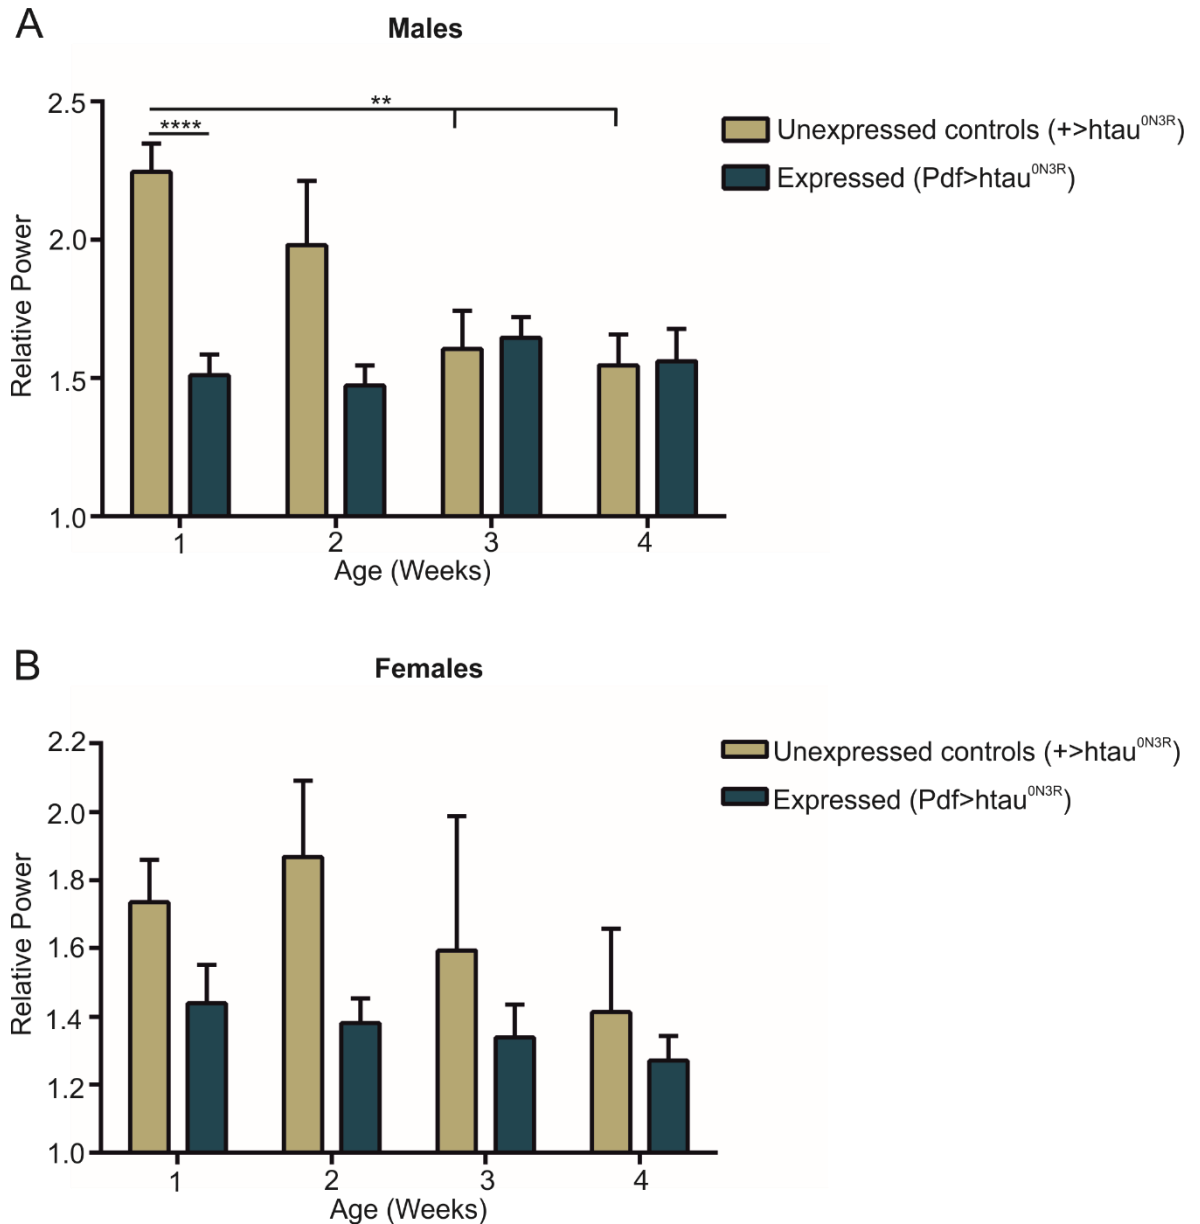 A
Males
2.5
**
****
Unexpressed controls (+>htau0N3R)
Expressed (Pdf>htau0N3R)
2.0
Relative Power
1.5
1.0
1 2 3 4
Age (Weeks)
B
Females
2.2
Unexpressed controls (+>htau0N3R)
Expressed (Pdf>htau0N3R)
2.0
1.8
Relative Power
1.6
1.4
1.2
1.0
1 2 3 4
Age (Weeks)